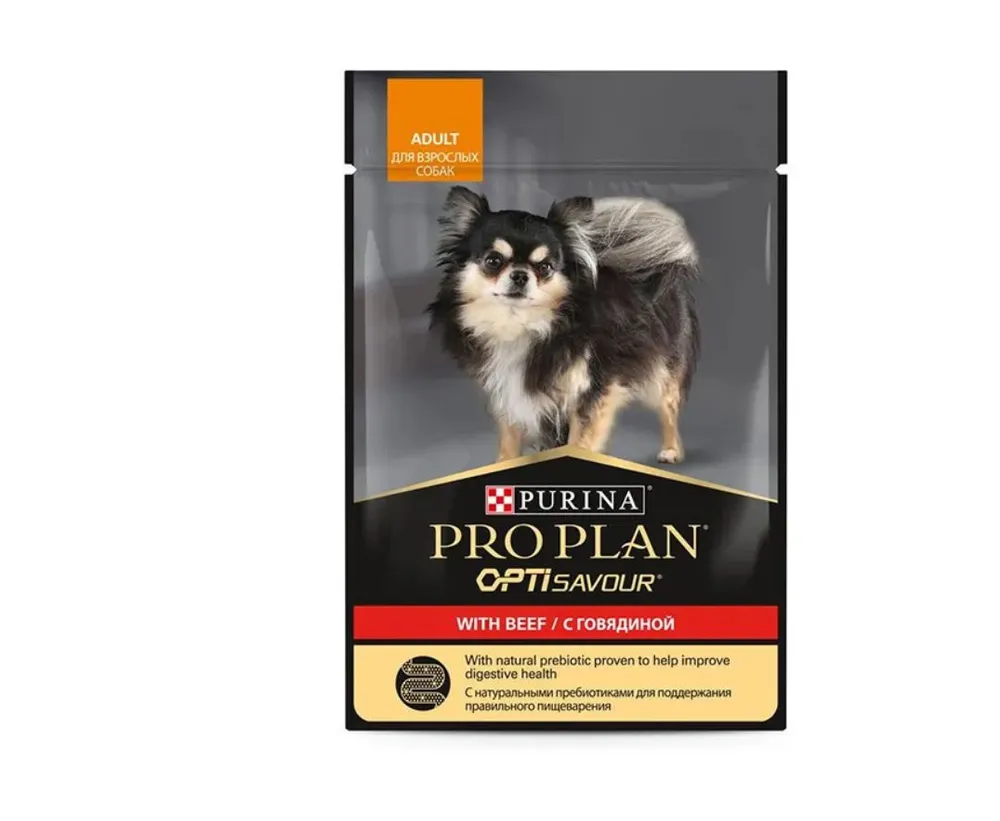 ADULT
ДЛЯ ВЗРОСЛЫХ
СОБАК
PURINA®
PRO PLAN®
OPTISAVOUR®
WITH BEEF / С ГОВЯДИНОЙ
With natural prebiotic proven to help improve
digestive health
С натуральными пребиотиками для поддержания
правильного пищеварения